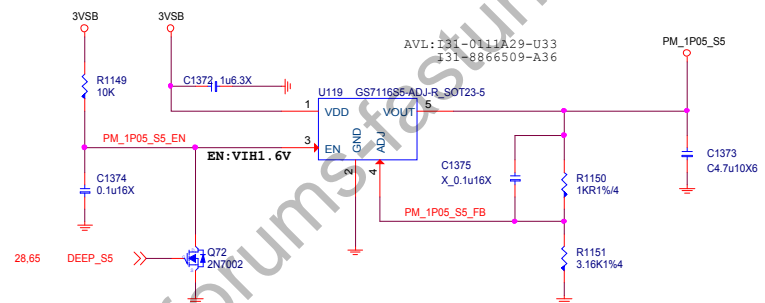 3VSB
3VSB
PM_1P05_S5
AVL:I31-0111A29-U33
I31-8866509-A36
R1149
10K
C1372 1u6.3X
U119 GS7116S5-ADJ-R_SOT23-5
1
VDD
VOUT
5
PM_1P05_S5_EN
3
EN
GND
ADJ
EN:VIH1.6V
2
4
C1374
0.1u16X
C1375
X_0.1u16X
R1150
1KR1%/4
C1373
C4.7u10X6
PM_1P05_S5_FB
28,65
DEEP_S5
Q72
2N7002
R1151
3.16K1%4
forums-fastun